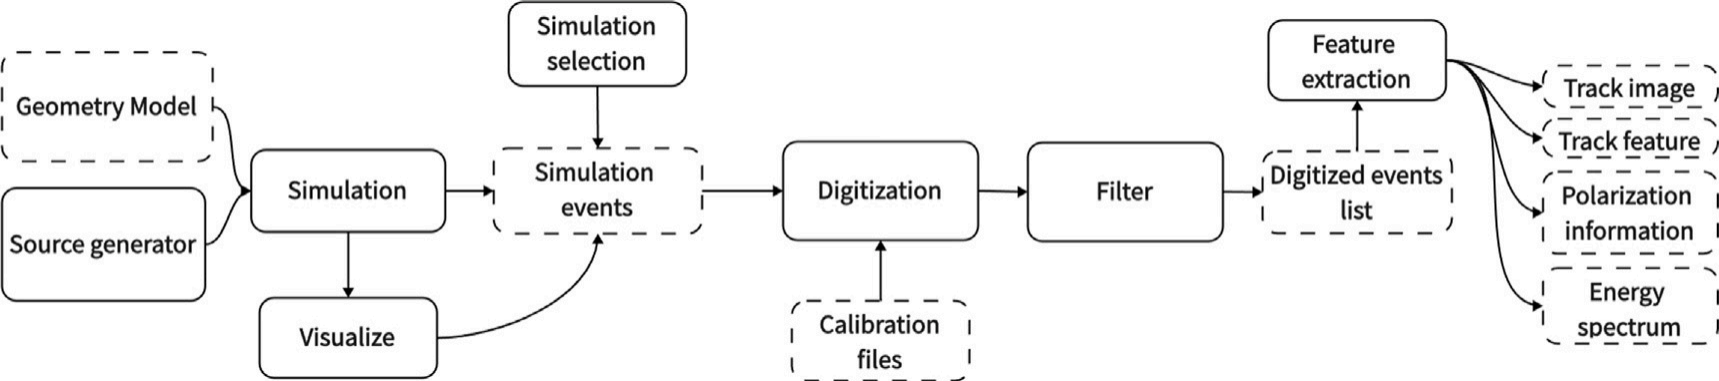 Geometry Model
Source generator
Simulation
Visualize
Simulation
selection
Simulation
events
Digitization
Calibration
files
Filter
Digitized events
list
Feature
extraction
Track image
Track feature
Polarization
information
Energy
spectrum